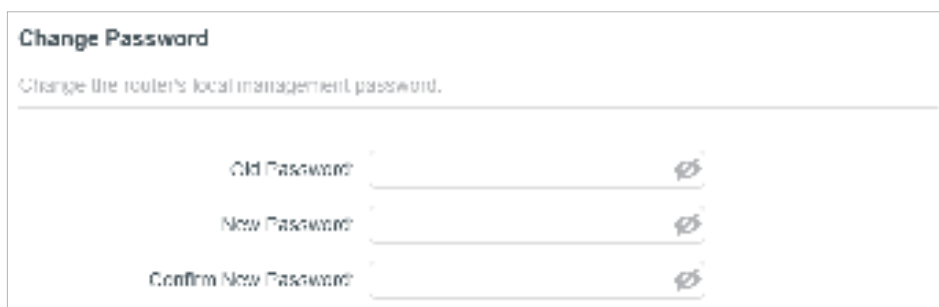 Change Password
Change the router's local management password.
Old Password:
New Password:
Confirm New Password: